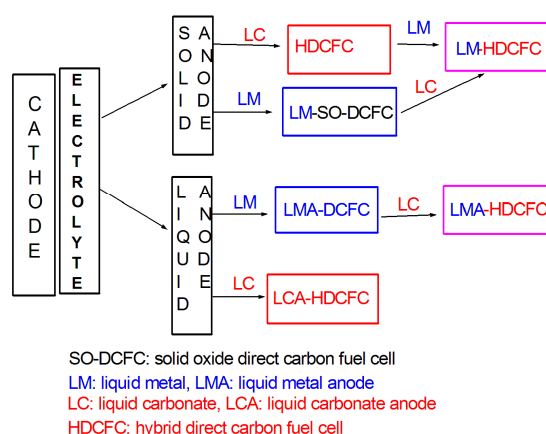 CATHODE
ELECTROLYTE
SOLID
ANODE
LC
HDCFC
LM
LM-HDCFC
LM
LM-SO-DCFC
LC
LIQUID
ANODE
LM
LMA-DCFC
LC
LMA-HDCFC
LC
LCA-HDCFC
SO-DCFC: solid oxide direct carbon fuel cell
LM: liquid metal, LMA: liquid metal anode
LC: liquid carbonate, LCA: liquid carbonate anode
HDCFC: hybrid direct carbon fuel cell